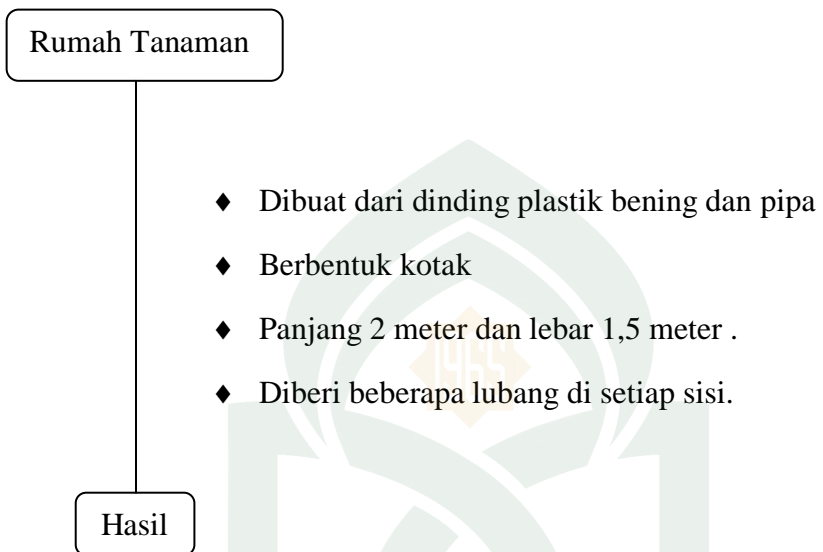 Rumah Tanaman
♦ Dibuat dari dinding plastik bening dan pipa
♦ Berbentuk kotak
♦ Panjang 2 meter dan lebar 1,5 meter .
♦ Diberi beberapa lubang di setiap sisi.
1965
Hasil